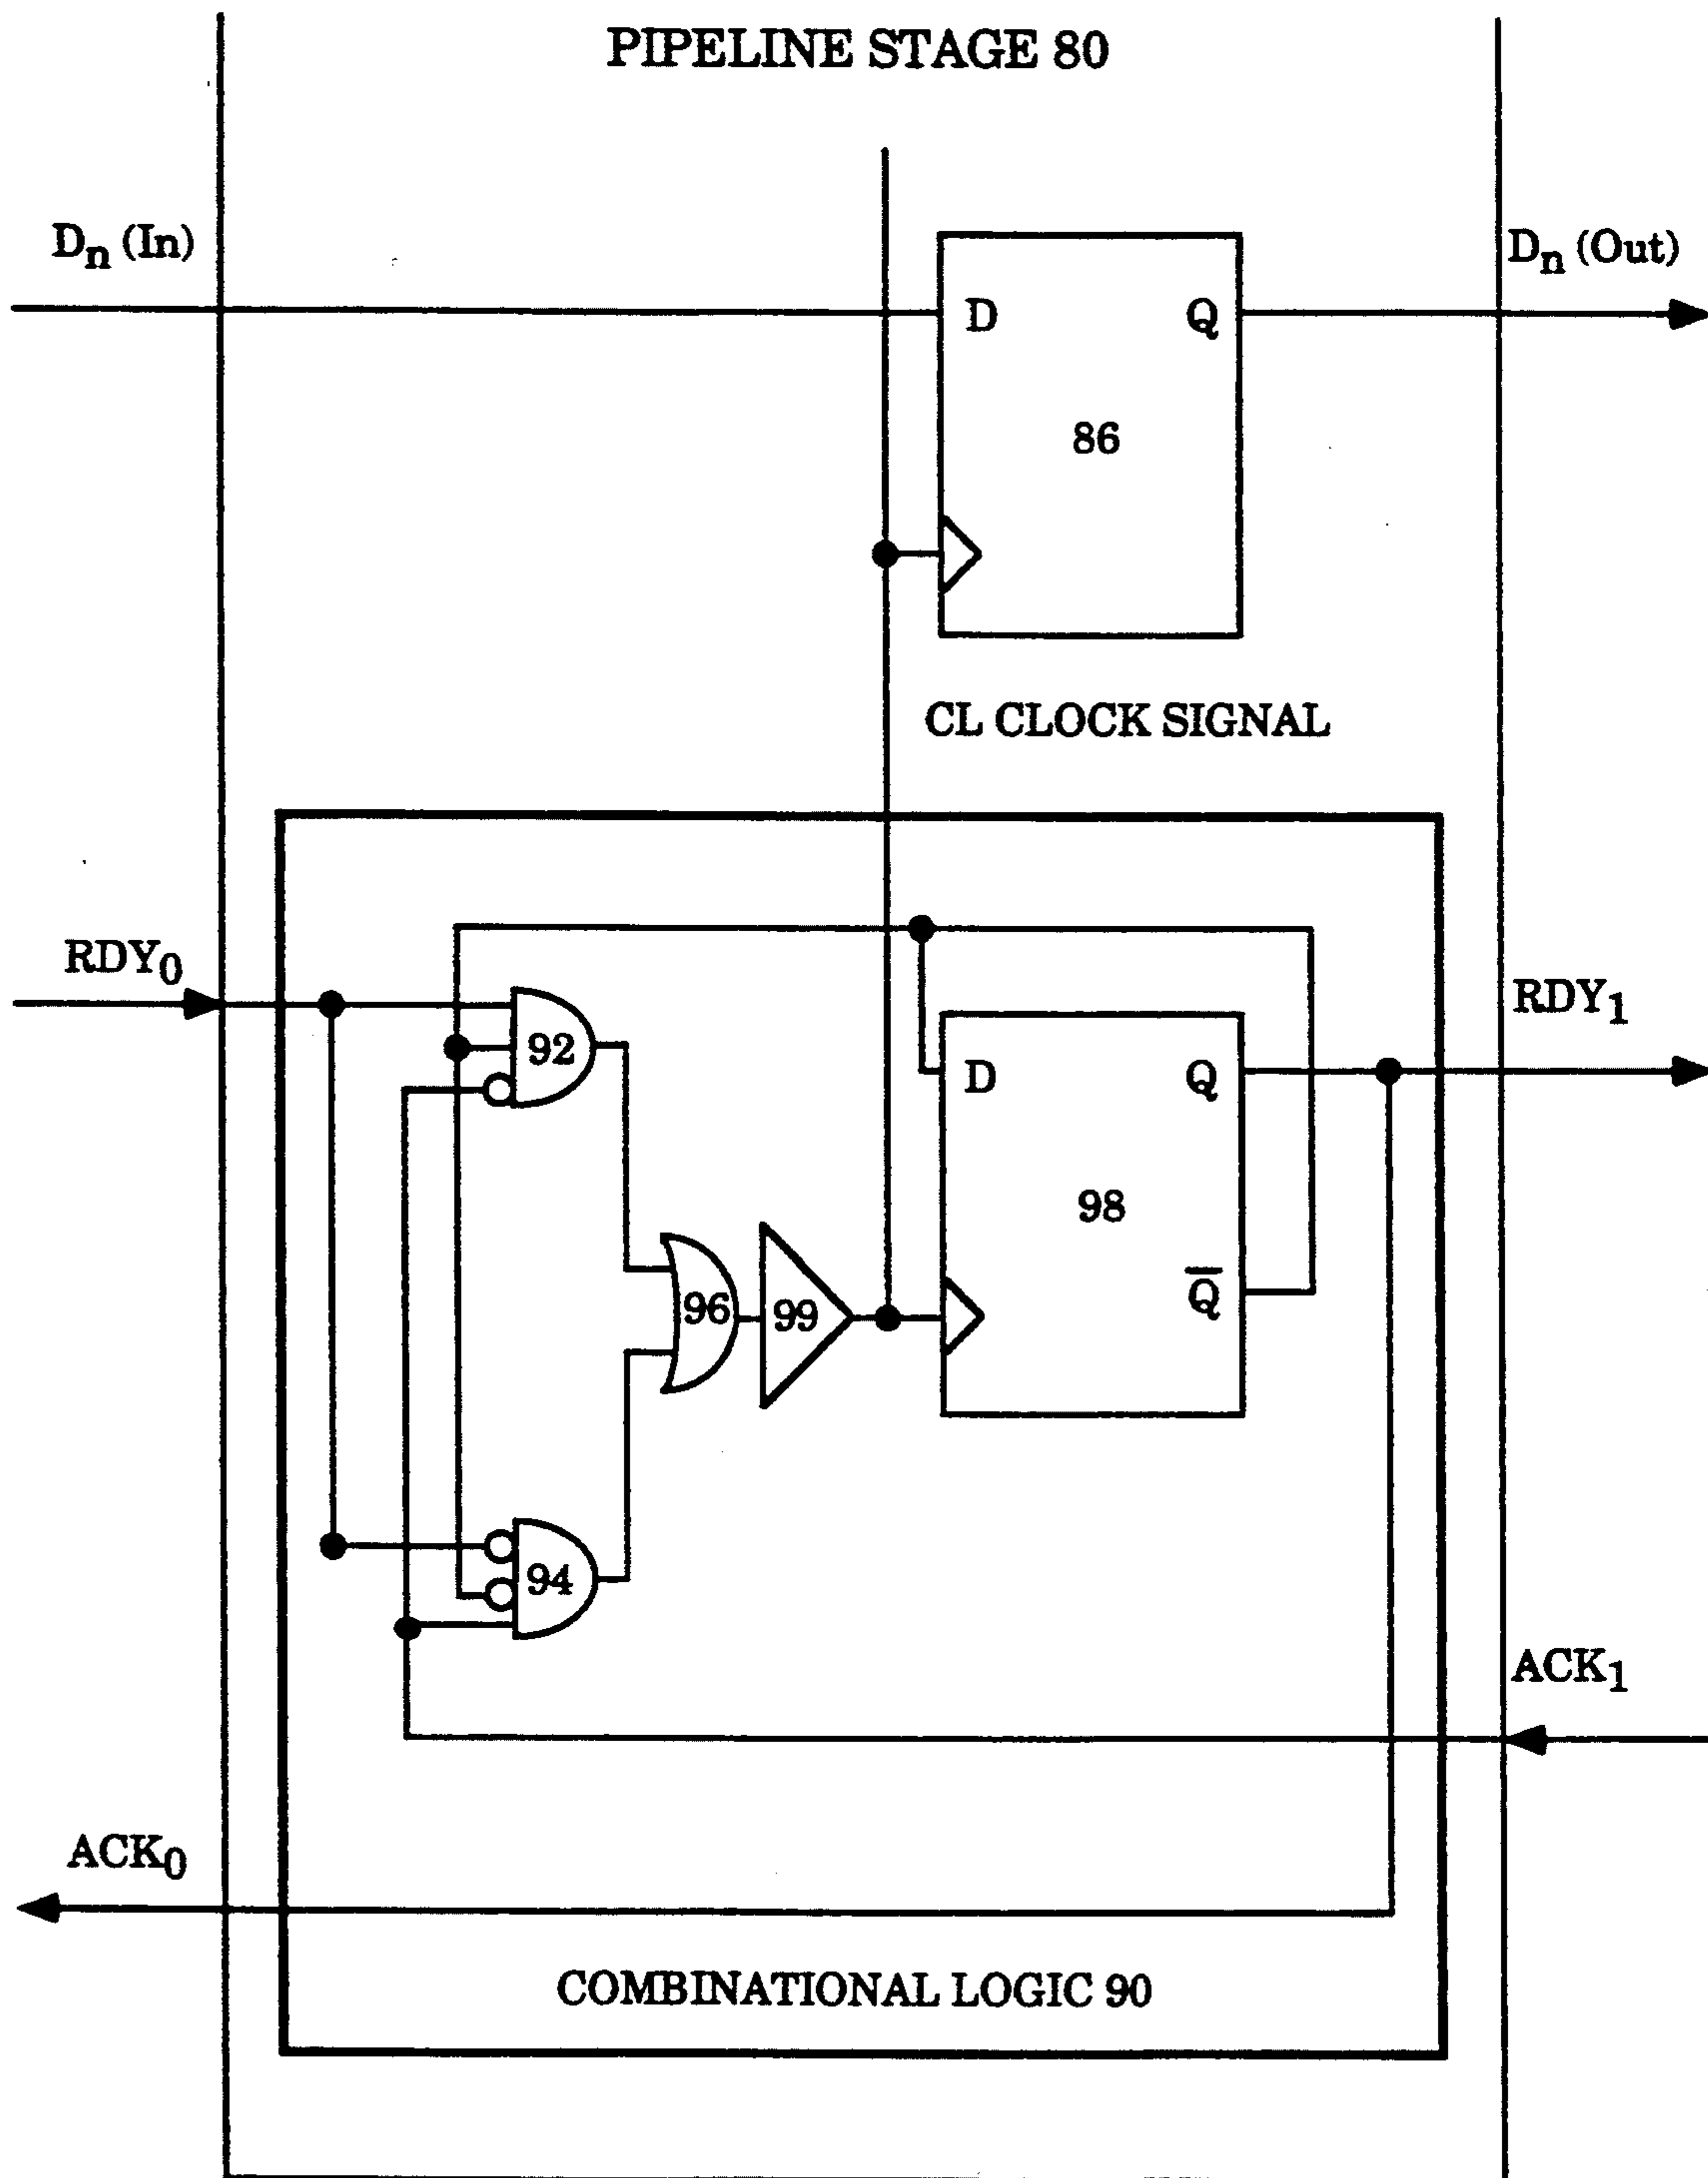 PIPELINE STAGE 80
Dn (In)
Dn (Out)
D
Q
86
CL CLOCK SIGNAL
RDY0
RDY1
92
D
Q
98
Q̅
96
99
94
ACK1
ACK0
COMBINATIONAL LOGIC 90